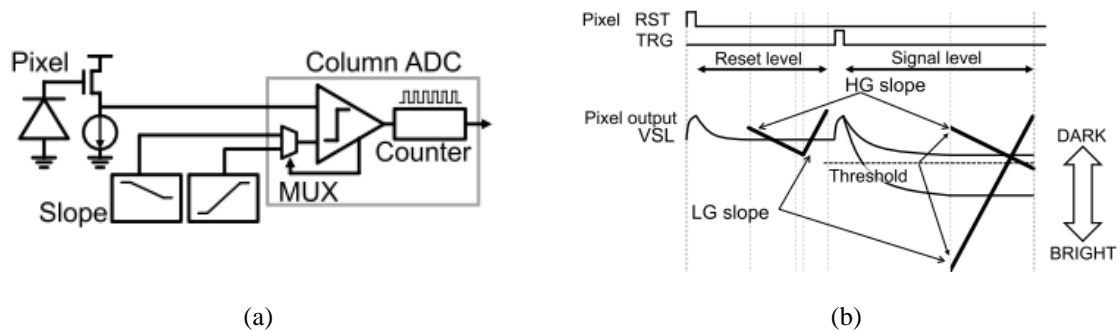 Pixel
Column ADC
Counter
MUX
Slope
(a)
Pixel RST
TRG
Reset level
Signal level
HG slope
Pixel output
VSL
Threshold
LG slope
DARK
BRIGHT
(b)